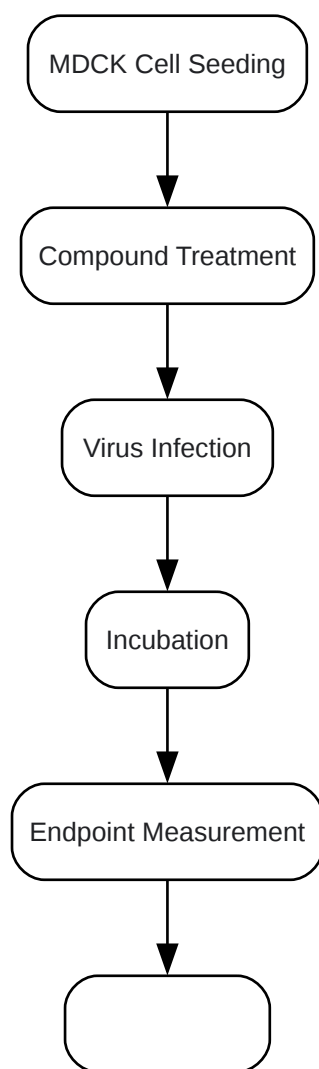 MDCK Cell Seeding
Compound Treatment
Virus Infection
Incubation
Endpoint Measurement